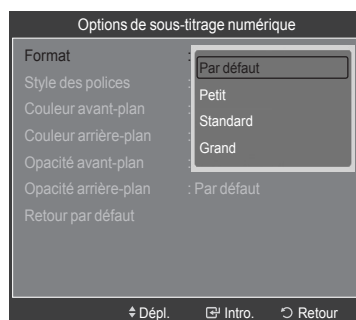 Options de sous-titrage numérique
Format :
Par défaut
Petit
Standard
Grand
Style des polices :
Couleur avant-plan :
Couleur arrière-plan :
Opacité avant-plan :
Opacité arrière-plan : Par défaut
Retour par défaut
Dépl. Intro. Retour